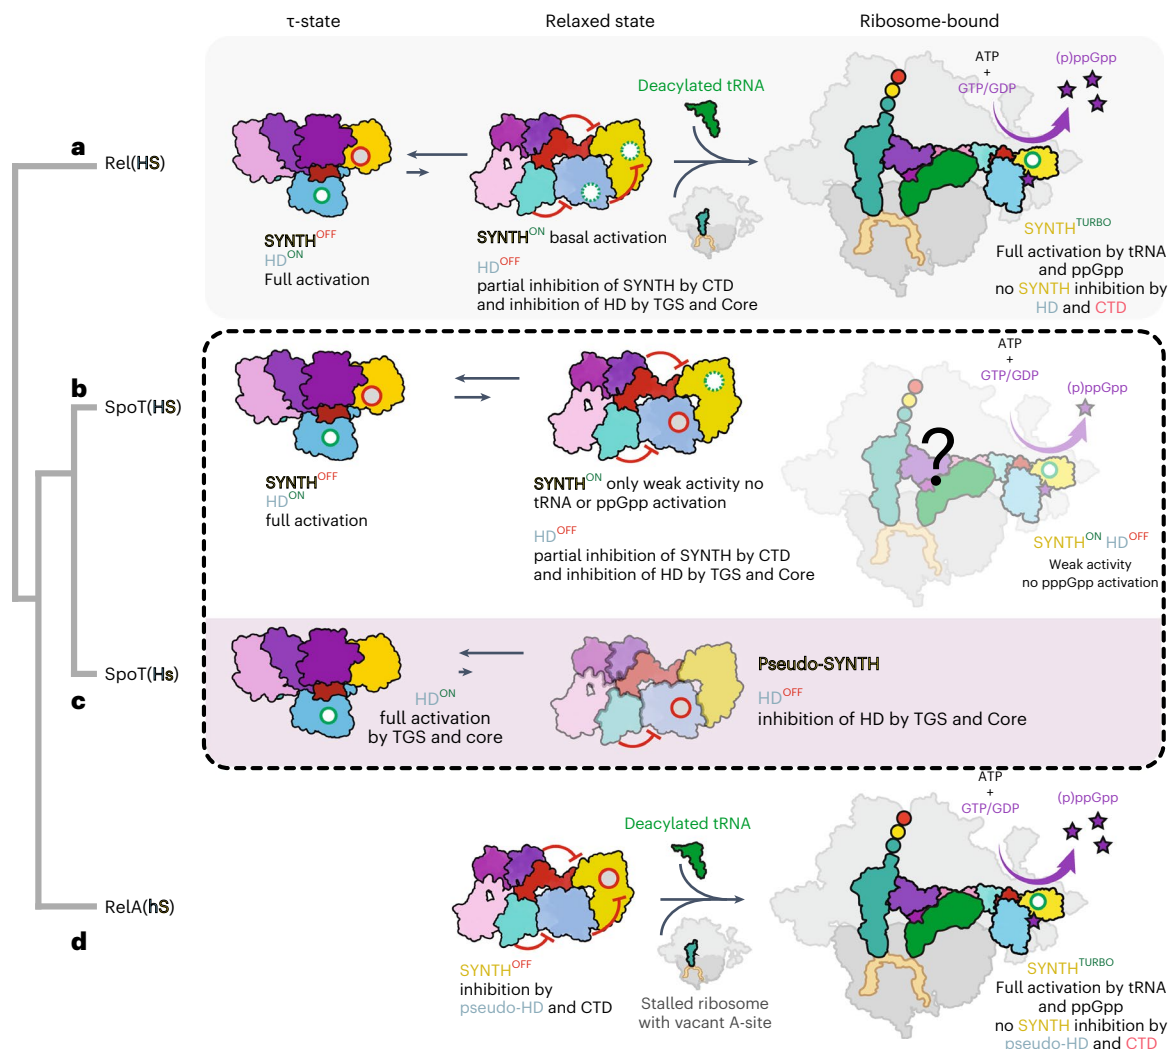 τ-state
Relaxed state
Ribosome-bound
a
Rel(HS)
SYNTH^OFF
HD^ON
Full activation
SYNTH^ON basal activation
HD^OFF
partial inhibition of SYNTH by CTD
and inhibition of HD by TGS and Core
Deacylated tRNA
ATP
+
GTP/GDP
(p)ppGpp
SYNTH^TURBO
Full activation by tRNA
and ppGpp
no SYNTH inhibition by
HD and CTD
b
SpoT(HS)
SYNTH^OFF
HD^ON
full activation
SYNTH^ON only weak activity no
tRNA or ppGpp activation
HD^OFF
partial inhibition of SYNTH by CTD
and inhibition of HD by TGS and Core
ATP
+
GTP/GDP
(p)ppGpp
?
SYNTH^ON HD^OFF
Weak activity
no pppGpp activation
SpoT(Hs)
c
HD^ON
full activation
by TGS and core
Pseudo-SYNTH
HD^OFF
inhibition of HD by TGS and Core
RelA(hS)
d
SYNTH^OFF
inhibition by
pseudo-HD and CTD
Deacylated tRNA
Stalled ribosome
with vacant A-site
ATP
+
GTP/GDP
(p)ppGpp
SYNTH^TURBO
Full activation by tRNA
and ppGpp
no SYNTH inhibition by
pseudo-HD and CTD